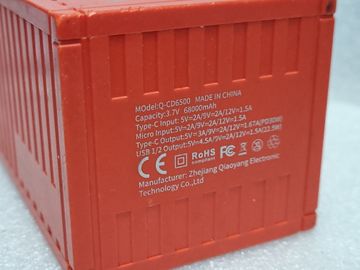 MOdel:Q-CD6500 MADE IN CHINA
Capacity:3.7V 68000mAh
Type-C Input: 5V=2A/9V=2A/12V=1.5A
Micro Input:5V=2A/9V=2A/12V=1.5A
Type-C Output:5V=3A/9V=2A/12V=1.67A(PD30W)
USB 1/2 Output:5V=4.5A/9V=2A/12V=1.5A(22.5W)
CE FC RoHS
compliant
Manufacturer: Zhejiang Qiaoyang Electronic
Technology Co.,Ltd